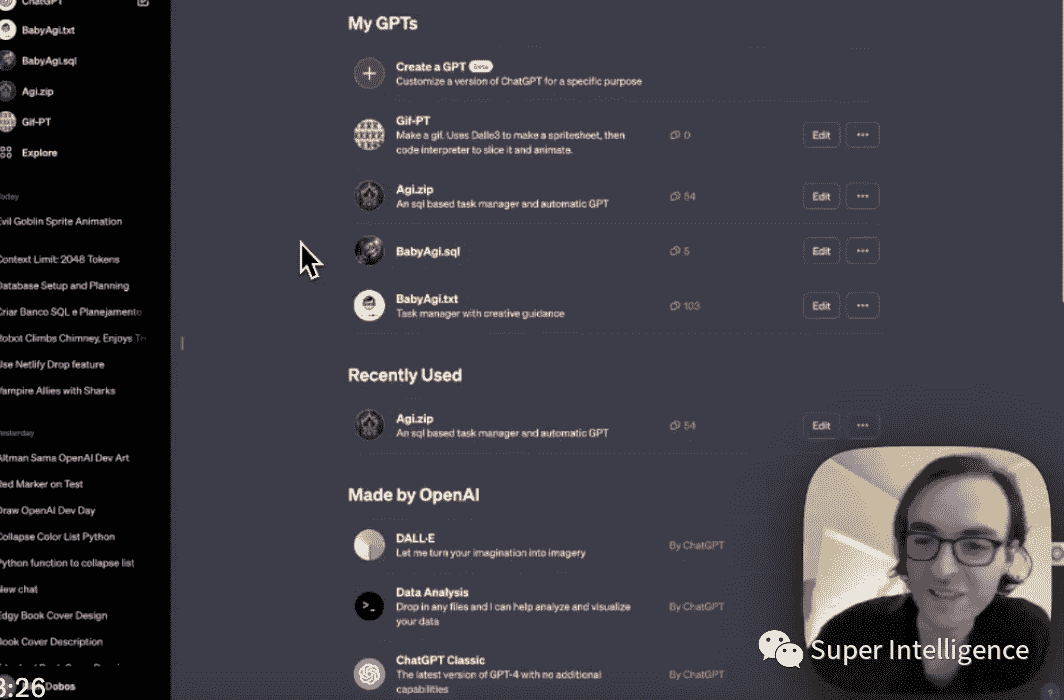 ChatGPT
BabyAgi.txt
BabyAgi.sql
Agi.zip
Gif-PT
Explore
Evil Goblin Sprite Animation
Context Limit: 2048 Tokens
Database Setup and Planning
Criar Banco SQL e Planejamento
Robot Climbs Chimney, Enjoys
Use Netlify Drop feature
Vampire Allies with Sharks
Yesterday
Altman Sama OpenAI Dev Art
Red Marker on Test
Draw OpenAI Dev Day
Collapse Color List Python
Python function to collapse list
New chat
Edgy Book Cover Design
Book Cover Description
Dobos
3:26
My GPTs
Create a GPT Beta
Customize a version of ChatGPT for a specific purpose
Gif-PT
Make a gif. Uses Dalle3 to make a spritesheet, then
code interpreter to slice it and animate.
0
Edit
Agi.zip
An sql based task manager and automatic GPT
54
Edit
BabyAgi.sql
5
Edit
BabyAgi.txt
Task manager with creative guidance
103
Edit
Recently Used
Agi.zip
An sql based task manager and automatic GPT
54
Edit
Made by OpenAI
DALL·E
Let me turn your imagination into imagery
By ChatGPT
Data Analysis
Drop in any files and I can help analyze and visualize
your data
By ChatGPT
ChatGPT Classic
The latest version of GPT-4 with no additional
capabilities
By ChatGPT
Super Intelligence